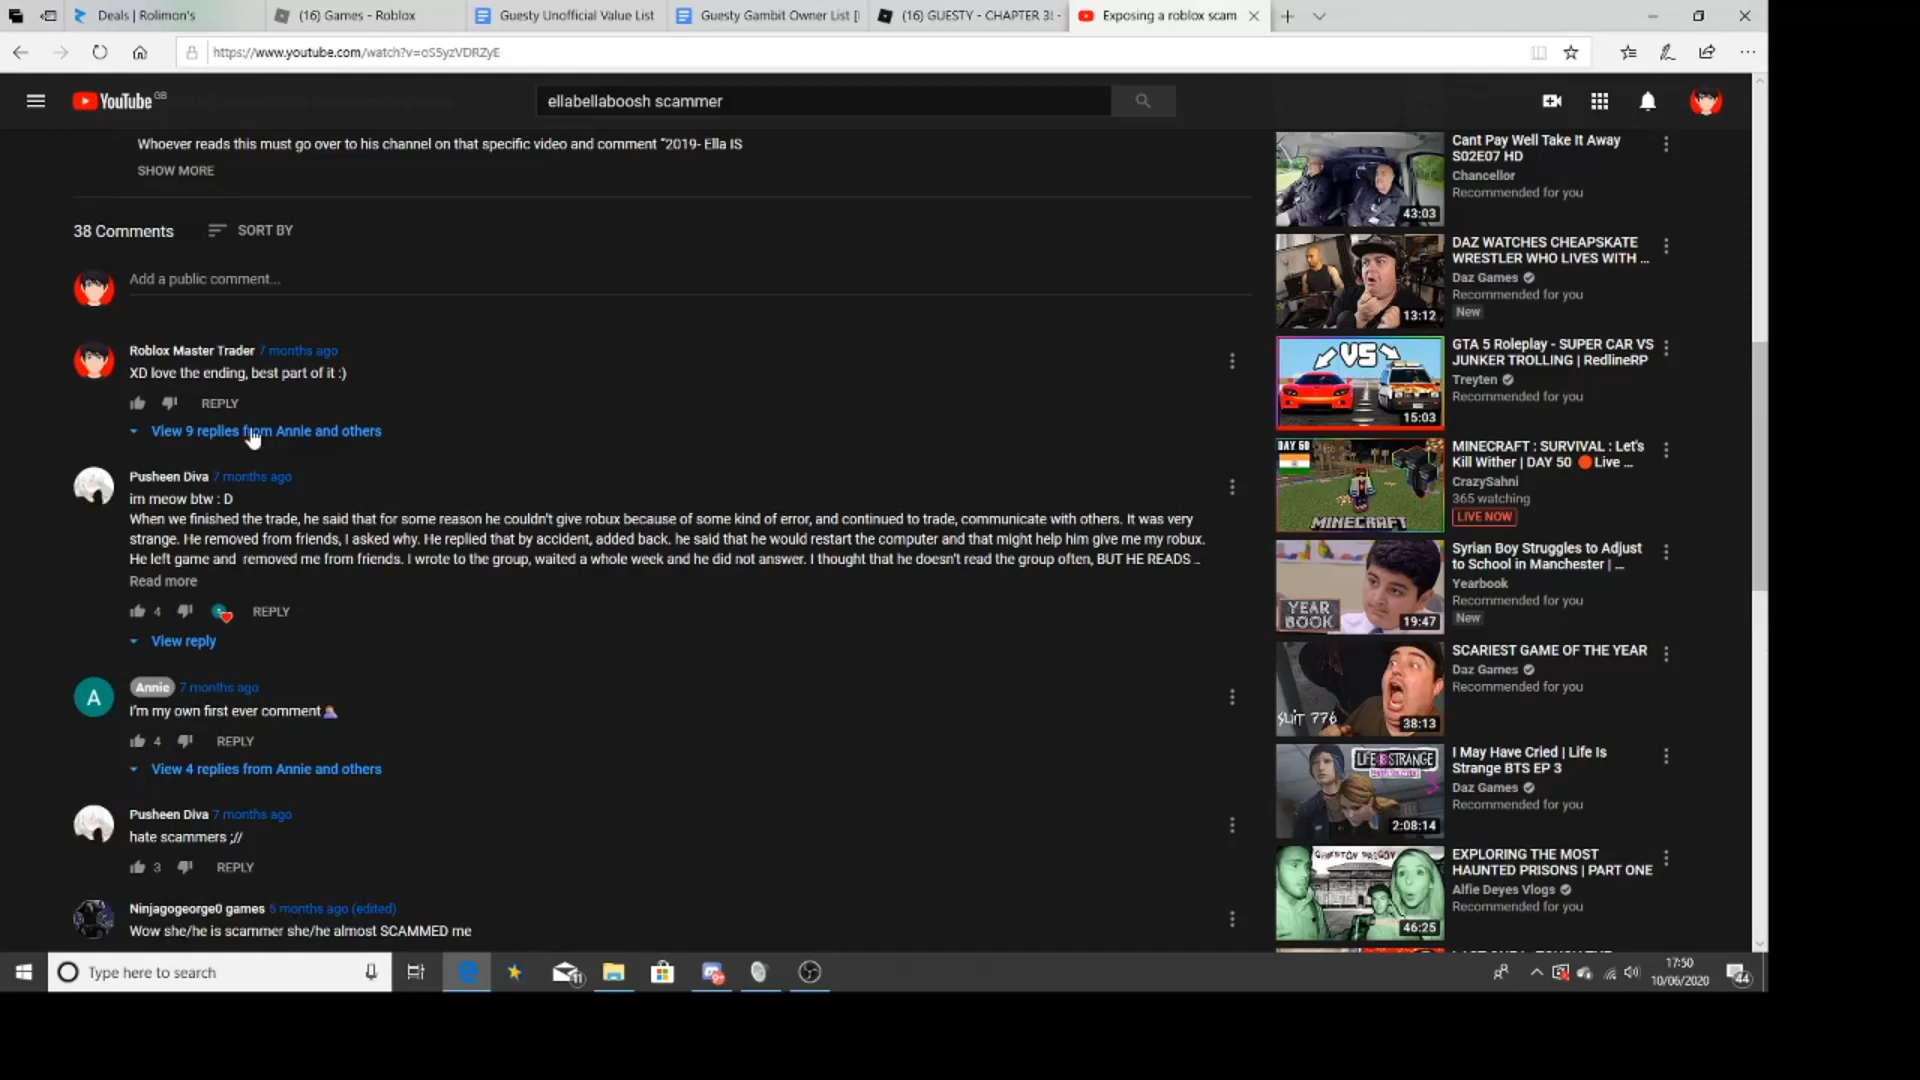 Deals | Rolimon's
(16) Games - Roblox
Guesty Unofficial Value List
Guesty Gambit Owner List [
(16) GUESTY - CHAPTER 3! -
Exposing a roblox scam
https://www.youtube.com/watch?v=oS5yzVDRZyE
YouTube GB
ellabellaboosh scammer
Whoever reads this must go over to his channel on that specific video and comment "2019- Ella IS
SHOW MORE
38 Comments
SORT BY
Add a public comment...
Roblox Master Trader 7 months ago
XD love the ending, best part of it :)
REPLY
View 9 replies from Annie and others
Pusheen Diva 7 months ago
im meow btw : D
When we finished the trade, he said that for some reason he couldn't give robux because of some kind of error, and continued to trade, communicate with others. It was very
strange. He removed from friends, I asked why. He replied that by accident, added back. he said that he would restart the computer and that might help him give me my robux.
He left game and removed me from friends. I wrote to the group, waited a whole week and he did not answer. I thought that he doesn't read the group often, BUT HE READS ..
Read more
4
REPLY
View reply
A
Annie 7 months ago
I'm my own first ever comment
4
REPLY
View 4 replies from Annie and others
Pusheen Diva 7 months ago
hate scammers ;//
3
REPLY
Ninjagogeorge0 games 5 months ago (edited)
Wow she/he is scammer she/he almost SCAMMED me
43:03
Cant Pay Well Take It Away
S02E07 HD
Chancellor
Recommended for you
13:12
DAZ WATCHES CHEAPSKATE
WRESTLER WHO LIVES WITH ...
Daz Games
Recommended for you
New
VS
15:03
GTA 5 Roleplay - SUPER CAR VS
JUNKER TROLLING | RedlineRP
Treyten
Recommended for you
DAY 50
MINECRAFT
MINECRAFT : SURVIVAL : Let's
Kill Wither | DAY 50 Live ...
CrazySahni
365 watching
LIVE NOW
YEAR
BOOK
19:47
Syrian Boy Struggles to Adjust
to School in Manchester | ...
Yearbook
Recommended for you
New
SUIT 776
38:13
SCARIEST GAME OF THE YEAR
Daz Games
Recommended for you
LIFE IS STRANGE
2:08:14
I May Have Cried | Life Is
Strange BTS EP 3
Daz Games
Recommended for you
46:25
EXPLORING THE MOST
HAUNTED PRISONS | PART ONE
Alfie Deyes Vlogs
Recommended for you
Type here to search
11
9+
17:50
10/06/2020
44